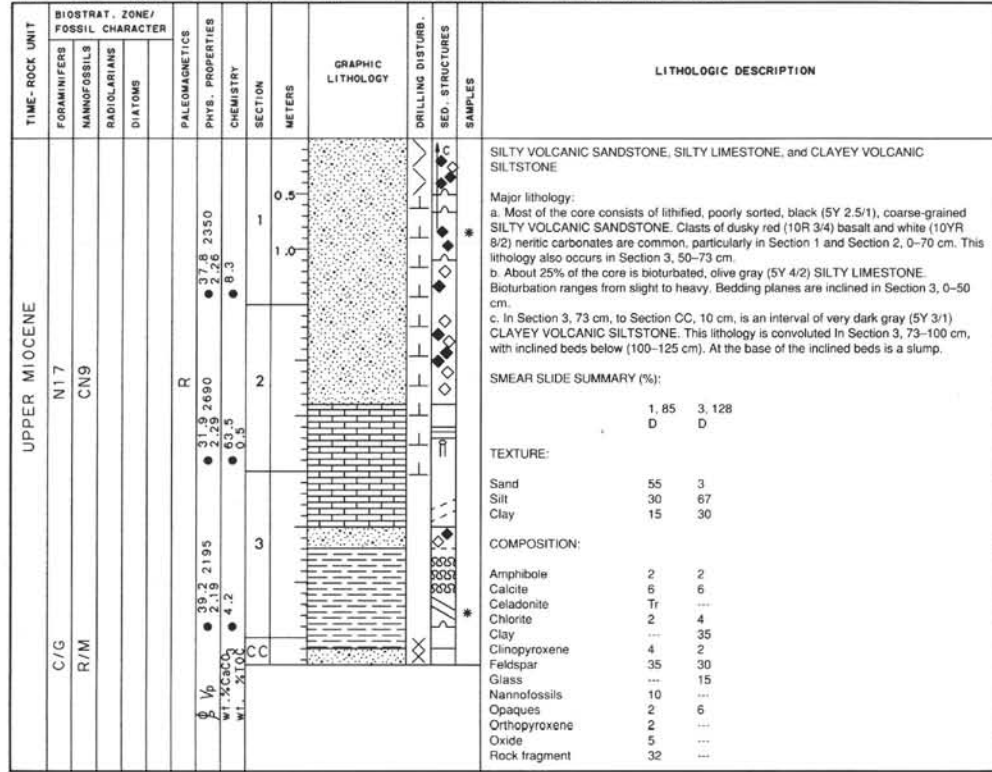 TIME-ROCK UNIT
BIOSTRAT. ZONE/
FOSSIL CHARACTER
FORAMINIFERS
NANNOFOSSILS
RADIOLARIANS
DIATOMS
PALEOMAGNETICS
PHYS. PROPERTIES
CHEMISTRY
SECTION
METERS
GRAPHIC
LITHOLOGY
DRILLING DISTURB.
SED. STRUCTURES
SAMPLES
LITHOLOGIC DESCRIPTION
UPPER MIOCENE
N17
C/G
CN9
R/M
R
37.8 2350
2.26
31.9 2690
2.29
39.2 2195
2.19
ϕ Vp
ρ
8.3
63.5
0.5
4.2
wt.%CaCO3
wt. %TOC
1
2
3
CC
0.5
1.0
C
*
*
SILTY VOLCANIC SANDSTONE, SILTY LIMESTONE, and CLAYEY VOLCANIC
SILTSTONE
Major lithology:
a. Most of the core consists of lithified, poorly sorted, black (5Y 2.5/1), coarse-grained
SILTY VOLCANIC SANDSTONE. Clasts of dusky red (10R 3/4) basalt and white (10YR
8/2) neritic carbonates are common, particularly in Section 1 and Section 2, 0–70 cm. This
lithology also occurs in Section 3, 50–73 cm.
b. About 25% of the core is bioturbated, olive gray (5Y 4/2) SILTY LIMESTONE.
Bioturbation ranges from slight to heavy. Bedding planes are inclined in Section 3, 0–50
cm.
c. In Section 3, 73 cm, to Section CC, 10 cm, is an interval of very dark gray (5Y 3/1)
CLAYEY VOLCANIC SILTSTONE. This lithology is convoluted In Section 3, 73–100 cm,
with inclined beds below (100–125 cm). At the base of the inclined beds is a slump.
SMEAR SLIDE SUMMARY (%):
1, 85 3, 128
D D
TEXTURE:
Sand 55 3
Silt 30 67
Clay 15 30
COMPOSITION:
Amphibole 2 2
Calcite 6 6
Celadonite Tr ---
Chlorite 2 4
Clay --- 35
Clinopyroxene 4 2
Feldspar 35 30
Glass --- 15
Nannofossils 10 ---
Opaques 2 6
Orthopyroxene 2 ---
Oxide 5 ---
Rock fragment 32 ---